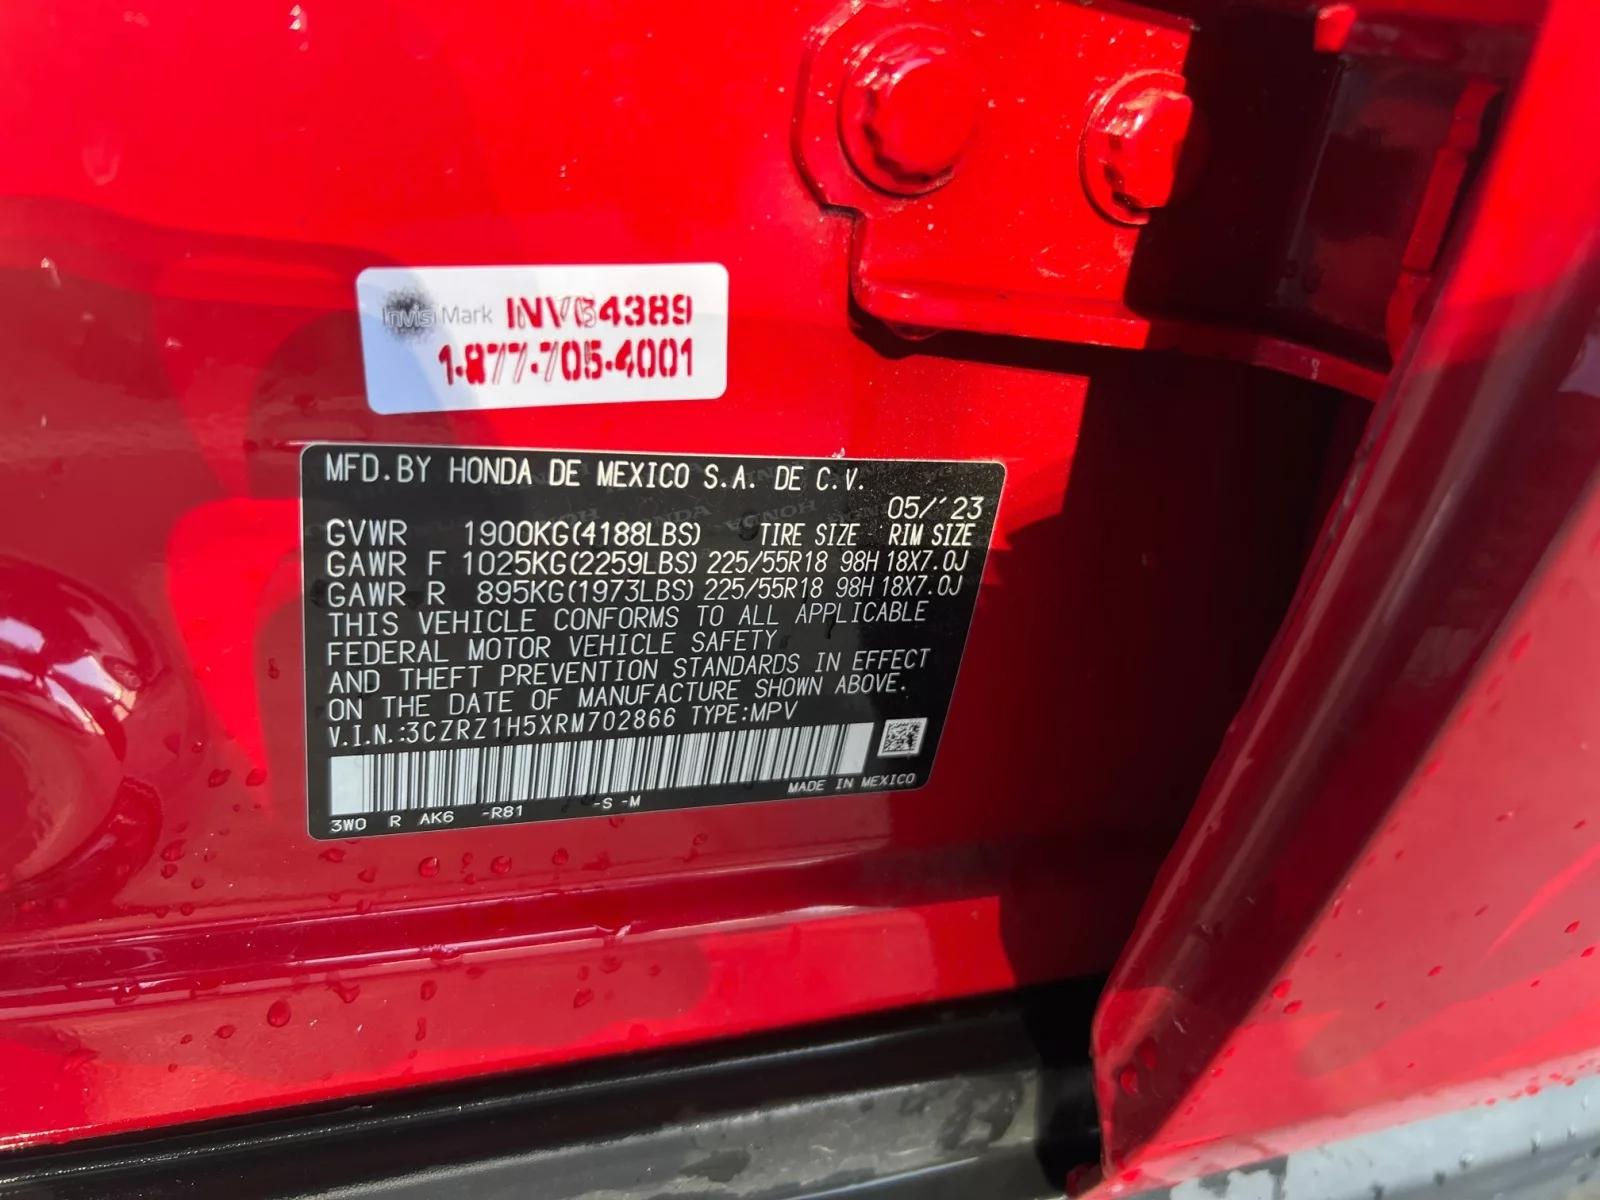 InvisiMark INV64389
1-877-705-4001
MFD.BY HONDA DE MEXICO S.A. DE C.V.
05/'23
GVWR 1900KG(4188LBS) TIRE SIZE RIM SIZE
GAWR F 1025KG(2259LBS) 225/55R18 98H 18X7.0J
GAWR R 895KG(1973LBS) 225/55R18 98H 18X7.0J
THIS VEHICLE CONFORMS TO ALL APPLICABLE
FEDERAL MOTOR VEHICLE SAFETY
AND THEFT PREVENTION STANDARDS IN EFFECT
ON THE DATE OF MANUFACTURE SHOWN ABOVE.
V.I.N.:3CZRZ1H5XRM702866 TYPE:MPV
MADE IN MEXICO
3WO R AK6 -R81 -S -M